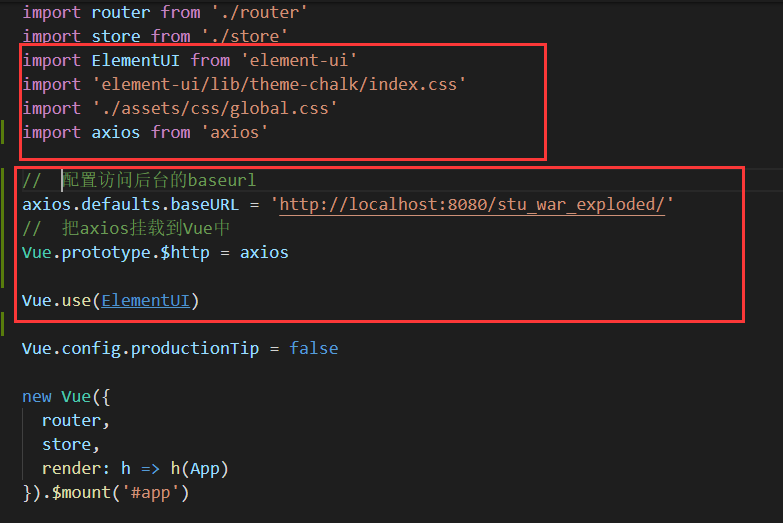 import router from './router'
import store from './store'
import ElementUI from 'element-ui'
import 'element-ui/lib/theme-chalk/index.css'
import './assets/css/global.css'
import axios from 'axios'
//  配置访问后台的baseurl
axios.defaults.baseURL = 'http://localhost:8080/stu_war_exploded/'
//  把axios挂载到Vue中
Vue.prototype.$http = axios
Vue.use(ElementUI)
Vue.config.productionTip = false
new Vue({
  router,
  store,
  render: h => h(App)
}).$mount('#app')